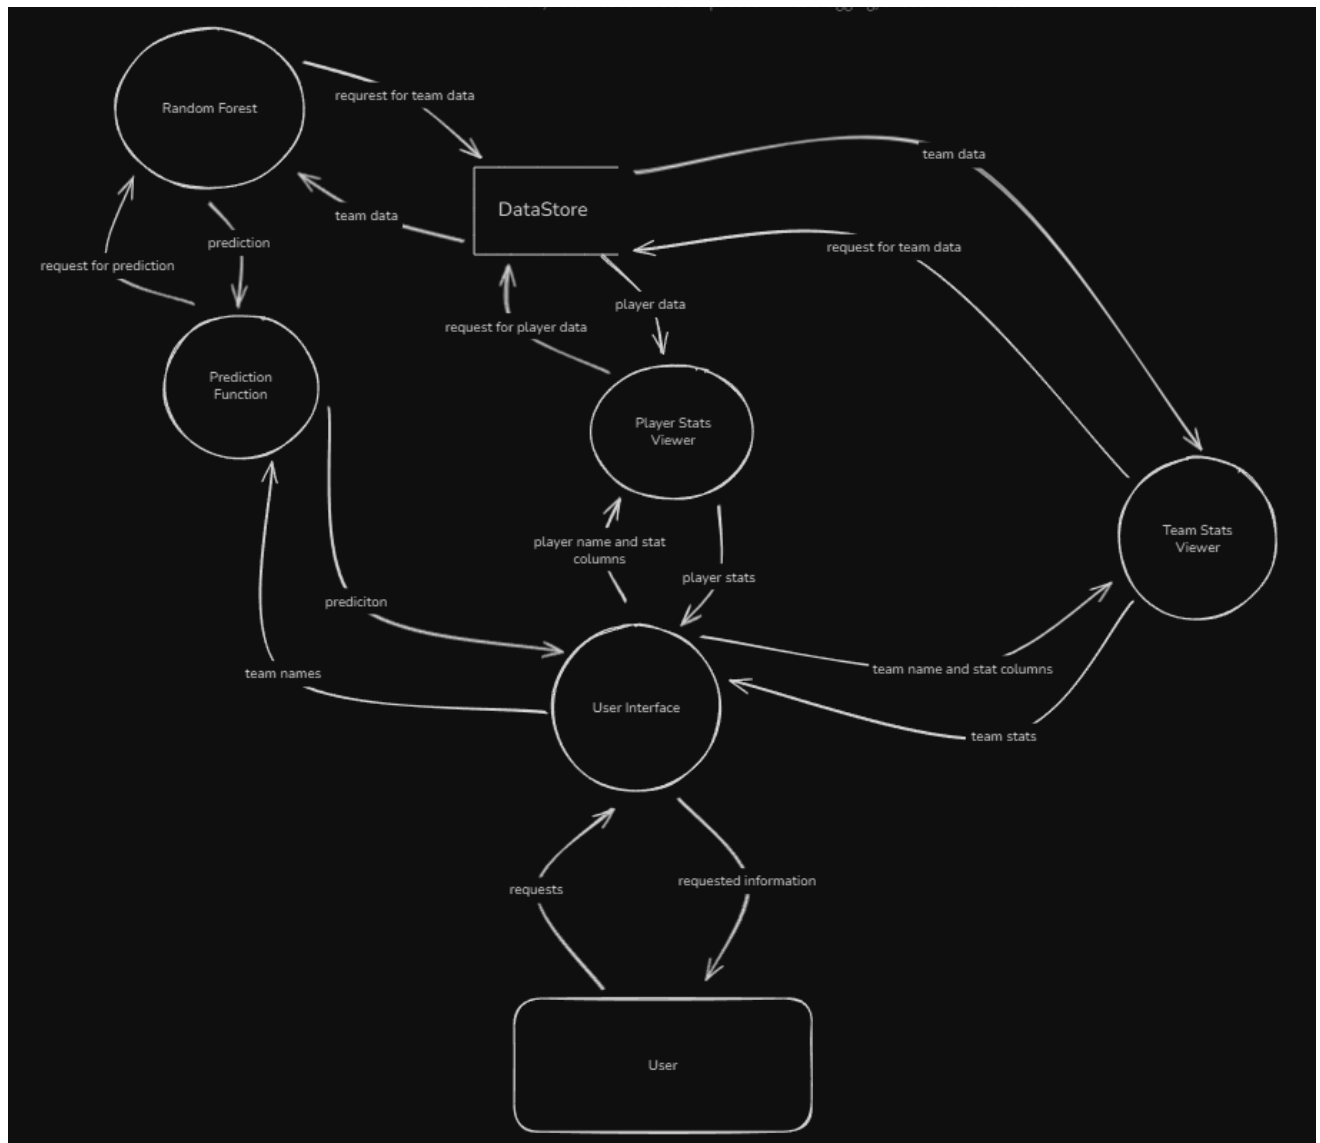 Random Forest
requrest for team data
team data
DataStore
team data
prediction
request for team data
request for prediction
player data
request for player data
Prediction
Function
Player Stats
Viewer
Team Stats
Viewer
player name and stat
columns
player stats
prediciton
team names
team name and stat columns
User Interface
team stats
requests
requested information
User